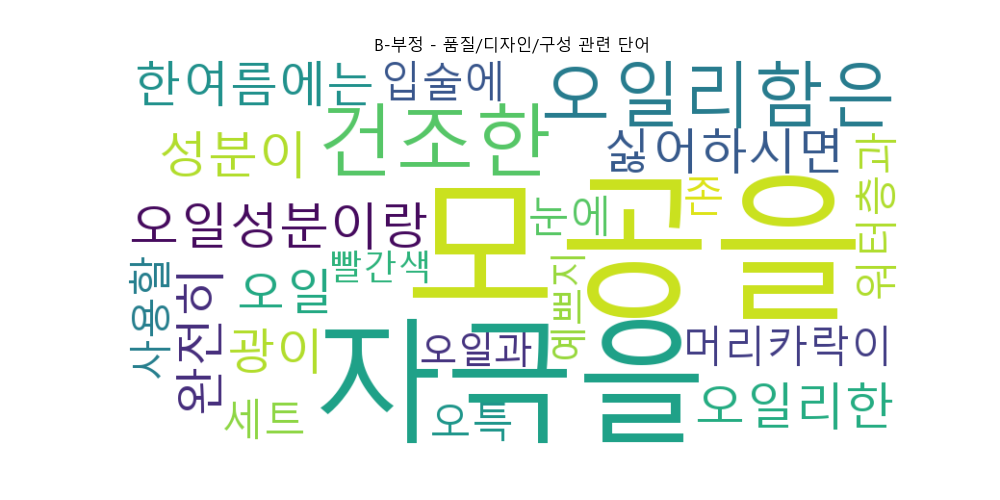 B-부정 - 품질/디자인/구성 관련 단어
한여름에는
입술에
오일리함은
성분이
건조한
싫어하시면
워터층과
오일성분이랑
모공을
눈에
존
사용할
완전히
오일
빨간색
예쁘지
광이
자극을
오일과
머리카락이
세트
오특
오일리한